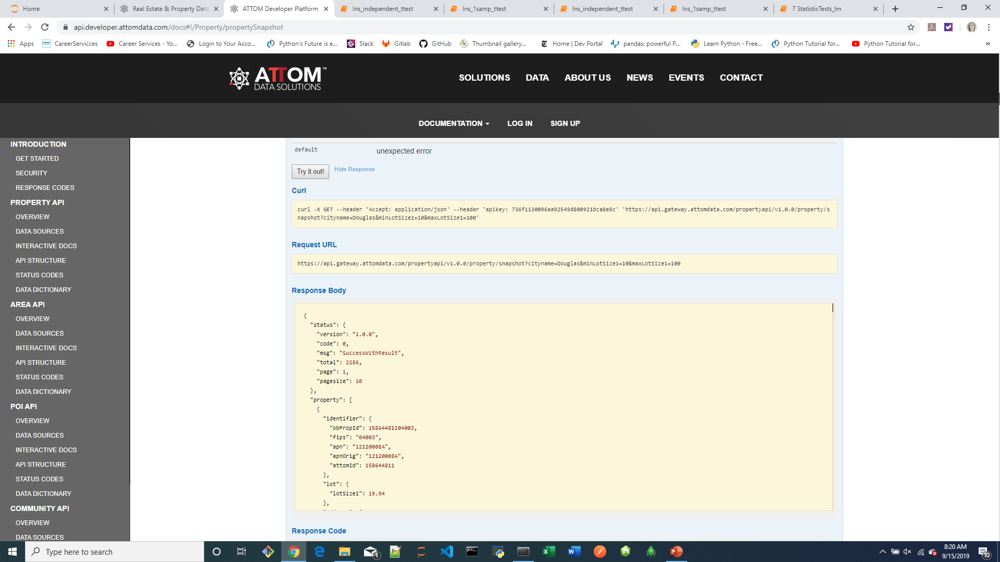 Home
Real Estate & Property Data
ATTOM Developer Platform
Ins_independent_ttest
Ins_1samp_ttest
Ins_independent_ttest
Ins_1samp_ttest
7 StatisticTests_lm
api.developer.attomdata.com/docs#!/Property/propertySnapshot
Apps
CareerServicces
Career Services - Yo...
Login to Your Acco...
Python's Future is e...
Slack
Gitlab
GitHub
Thumbnail gallery...
Home | Dev Portal
pandas: powerful P...
Learn Python - Free...
Python Tutorial for...
Python Tutorial for...
»
ATTOM™
DATA SOLUTIONS
SOLUTIONS
DATA
ABOUT US
NEWS
EVENTS
CONTACT
DOCUMENTATION
LOG IN
SIGN UP
INTRODUCTION
GET STARTED
SECURITY
RESPONSE CODES
PROPERTY API
OVERVIEW
DATA SOURCES
INTERACTIVE DOCS
API STRUCTURE
STATUS CODES
DATA DICTIONARY
AREA API
OVERVIEW
DATA SOURCES
INTERACTIVE DOCS
API STRUCTURE
STATUS CODES
DATA DICTIONARY
POI API
OVERVIEW
DATA SOURCES
INTERACTIVE DOCS
API STRUCTURE
STATUS CODES
DATA DICTIONARY
COMMUNITY API
OVERVIEW
DATA SOURCES
default
unexpected error
Try it out!
Hide Response
Curl
curl -X GET --header 'Accept: application/json' --header 'apikey: 736f1130096aa92549d800921bca8e8c' 'https://api.gateway.attomdata.com/propertyapi/v1.0.0/property/s
napshot?cityname=Douglas&minLotSize1=10&maxLotSize1=100'
Request URL
https://api.gateway.attomdata.com/propertyapi/v1.0.0/property/snapshot?cityname=Douglas&minLotSize1=10&maxLotSize1=100
Response Body
{
"status": {
"version": "1.0.0",
"code": 0,
"msg": "SuccessWithResult",
"total": 2286,
"page": 1,
"pagesize": 10
},
"property": [
{
"identifier": {
"obPropId": 15864481104003,
"fips": "04003",
"apn": "12120008A",
"apnOrig": "12120008A",
"attomId": 158644811
},
"lot": {
"lotSize1": 19.94
},
Response Code
Type here to search
1
8:20 AM
9/15/2019
10